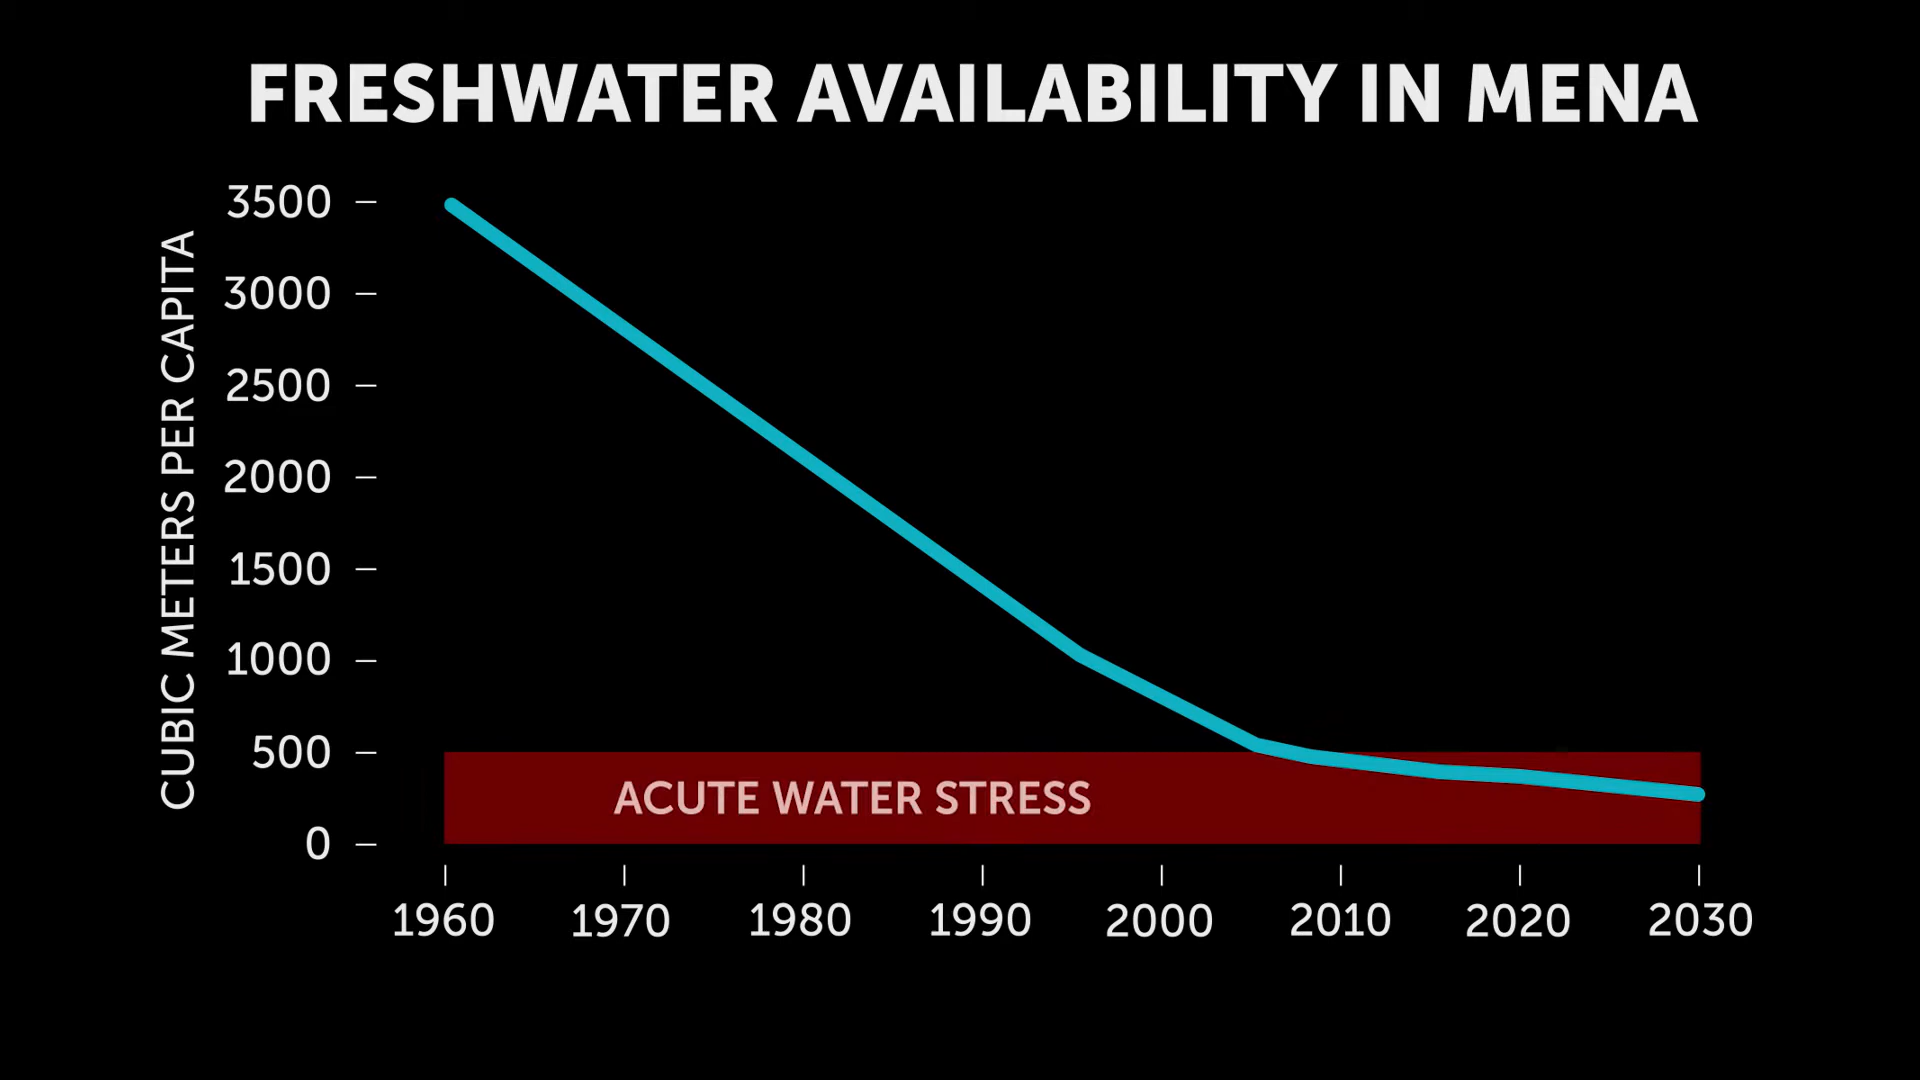 FRESHWATER AVAILABILITY IN MENA
CUBIC METERS PER CAPITA
3500
3000
2500
2000
1500
1000
500
0
ACUTE WATER STRESS
1960 1970 1980 1990 2000 2010 2020 2030